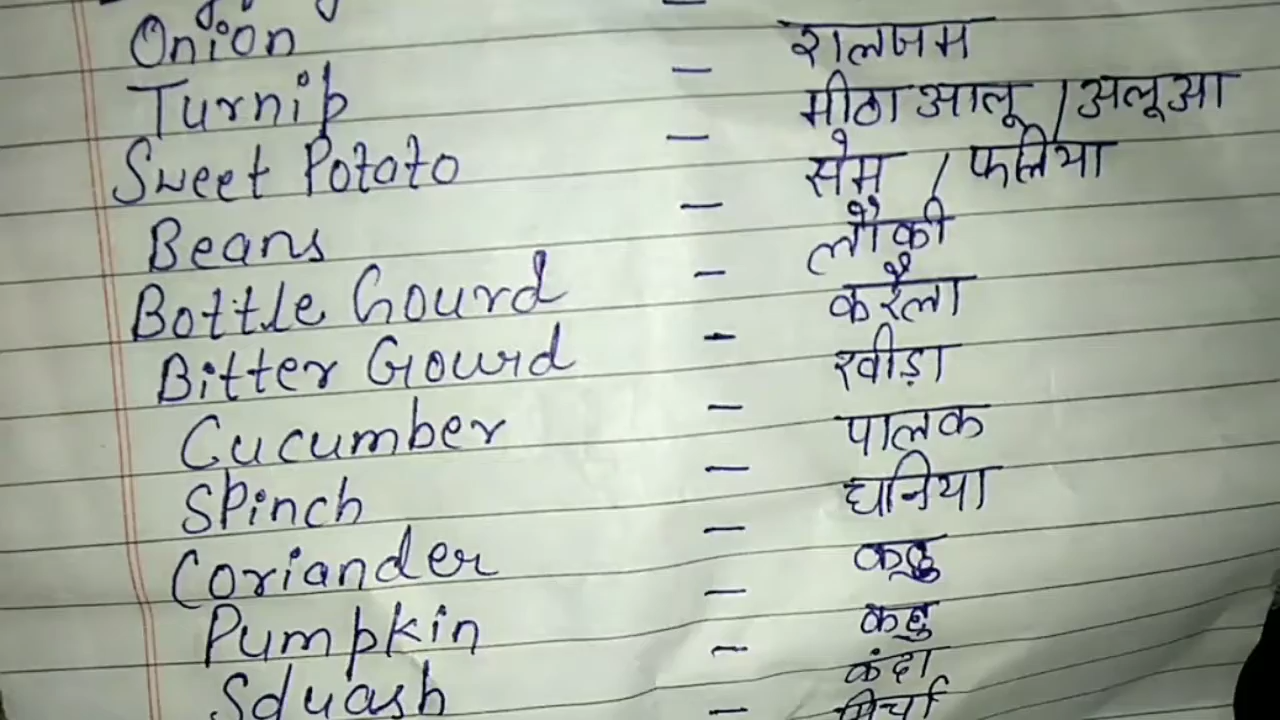 Onion
Turnip – शलजम
Sweet Potato – मीठा आलू / अलूआ
Beans – सेम / फलिया
Bottle Gourd – लौकी
Bitter Gourd – करैला
Cucumber – खीड़ा
Spinch – पालक
Coriander – धनिया
Pumpkin – कद्दु
Squash – कद्दु
– कंदा